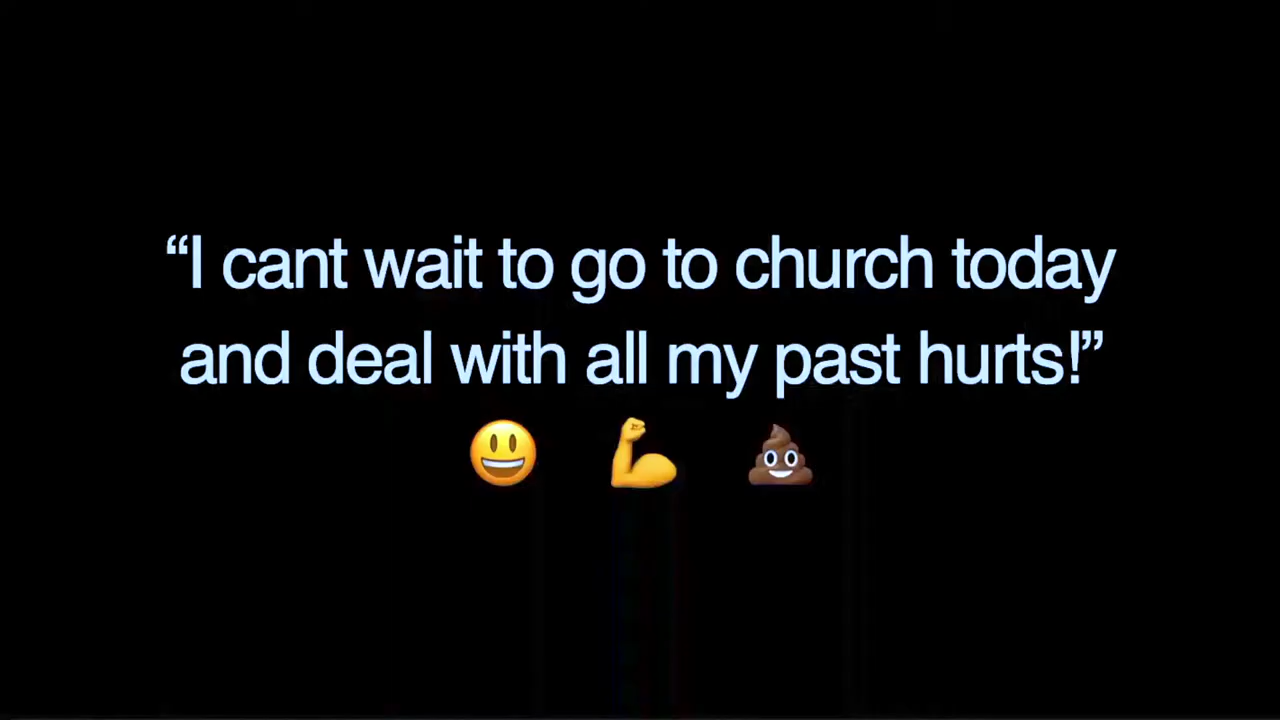 “I cant wait to go to church today
and deal with all my past hurts!”
😃 💪 💩